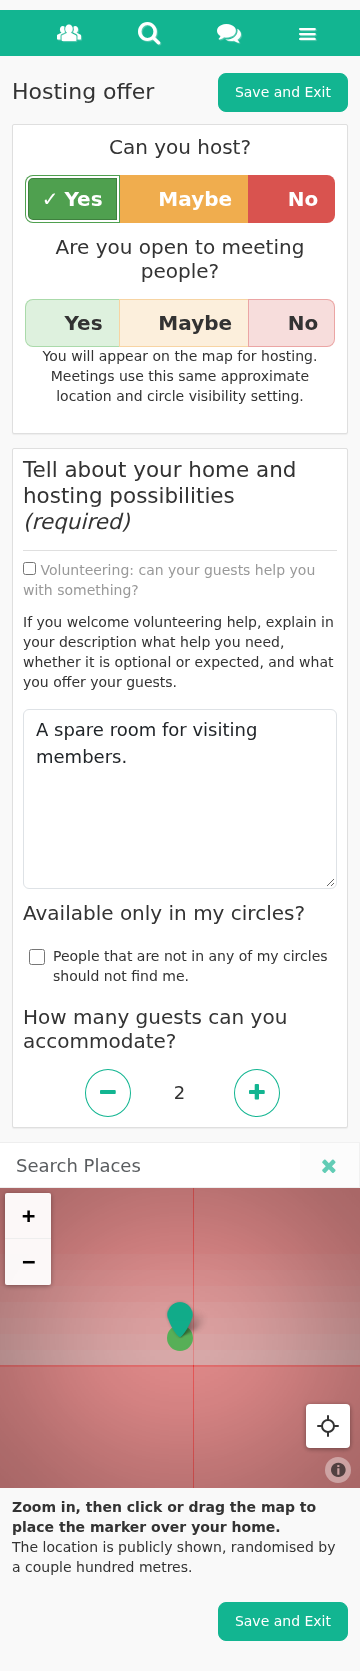 Hosting offer
Save and Exit
Can you host?
✓ Yes
Maybe
No
Are you open to meeting
people?
Yes
Maybe
No
You will appear on the map for hosting.
Meetings use this same approximate
location and circle visibility setting.
Tell about your home and
hosting possibilities
(required)
Volunteering: can your guests help you
with something?
If you welcome volunteering help, explain in
your description what help you need,
whether it is optional or expected, and what
you offer your guests.
A spare room for visiting
members.
Available only in my circles?
People that are not in any of my circles
should not find me.
How many guests can you
accommodate?
2
Search Places
+
−
Zoom in, then click or drag the map to
place the marker over your home.
The location is publicly shown, randomised by
a couple hundred metres.
Save and Exit